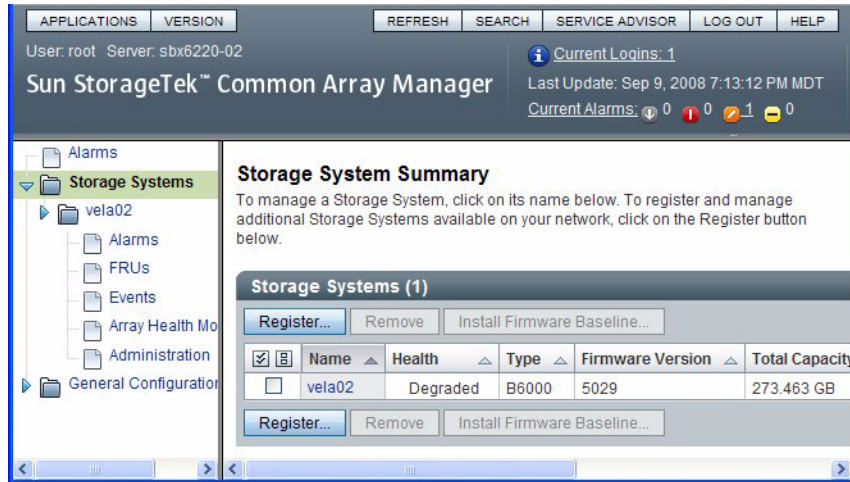 APPLICATIONS VERSION REFRESH SEARCH SERVICE ADVISOR LOG OUT HELP
User: root Server: sbx6220-02
Current Logins: 1
Sun StorageTek™ Common Array Manager
Last Update: Sep 9, 2008 7:13:12 PM MDT
Current Alarms: 0 0 1 0
Alarms
Storage Systems
vela02
Alarms
FRUs
Events
Array Health Mo
Administration
General Configuration
Storage System Summary
To manage a Storage System, click on its name below. To register and manage
additional Storage Systems available on your network, click on the Register button
below.
Storage Systems (1)
Register... Remove Install Firmware Baseline...
Name Health Type Firmware Version Total Capacity
vela02 Degraded B6000 5029 273.463 GB
Register... Remove Install Firmware Baseline...